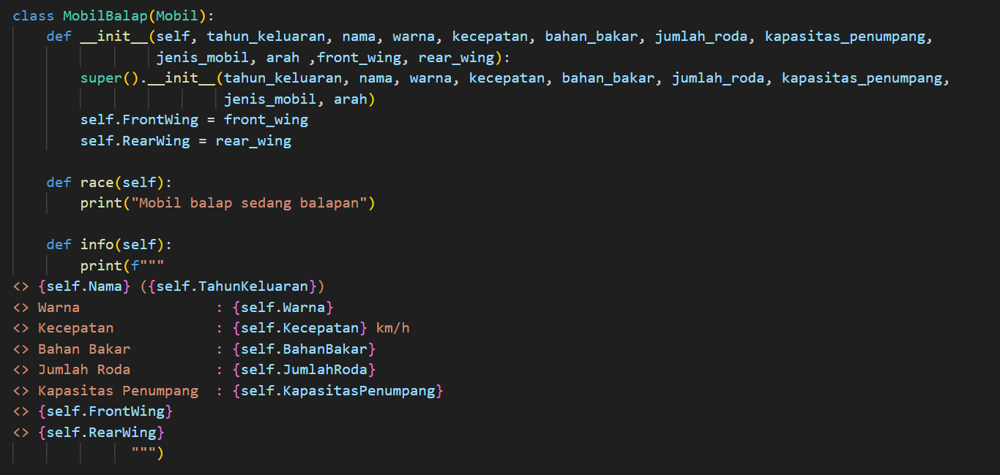 class MobilBalap(Mobil):
    def __init__(self, tahun_keluaran, nama, warna, kecepatan, bahan_bakar, jumlah_roda, kapasitas_penumpang,
                 jenis_mobil, arah ,front_wing, rear_wing):
        super().__init__(tahun_keluaran, nama, warna, kecepatan, bahan_bakar, jumlah_roda, kapasitas_penumpang,
                         jenis_mobil, arah)
        self.FrontWing = front_wing
        self.RearWing = rear_wing

    def race(self):
        print("Mobil balap sedang balapan")

    def info(self):
        print(f"""
<> {self.Nama} ({self.TahunKeluaran})
<> Warna                : {self.Warna}
<> Kecepatan            : {self.Kecepatan} km/h
<> Bahan Bakar          : {self.BahanBakar}
<> Jumlah Roda          : {self.JumlahRoda}
<> Kapasitas Penumpang  : {self.KapasitasPenumpang}
<> {self.FrontWing}
<> {self.RearWing}
              """)